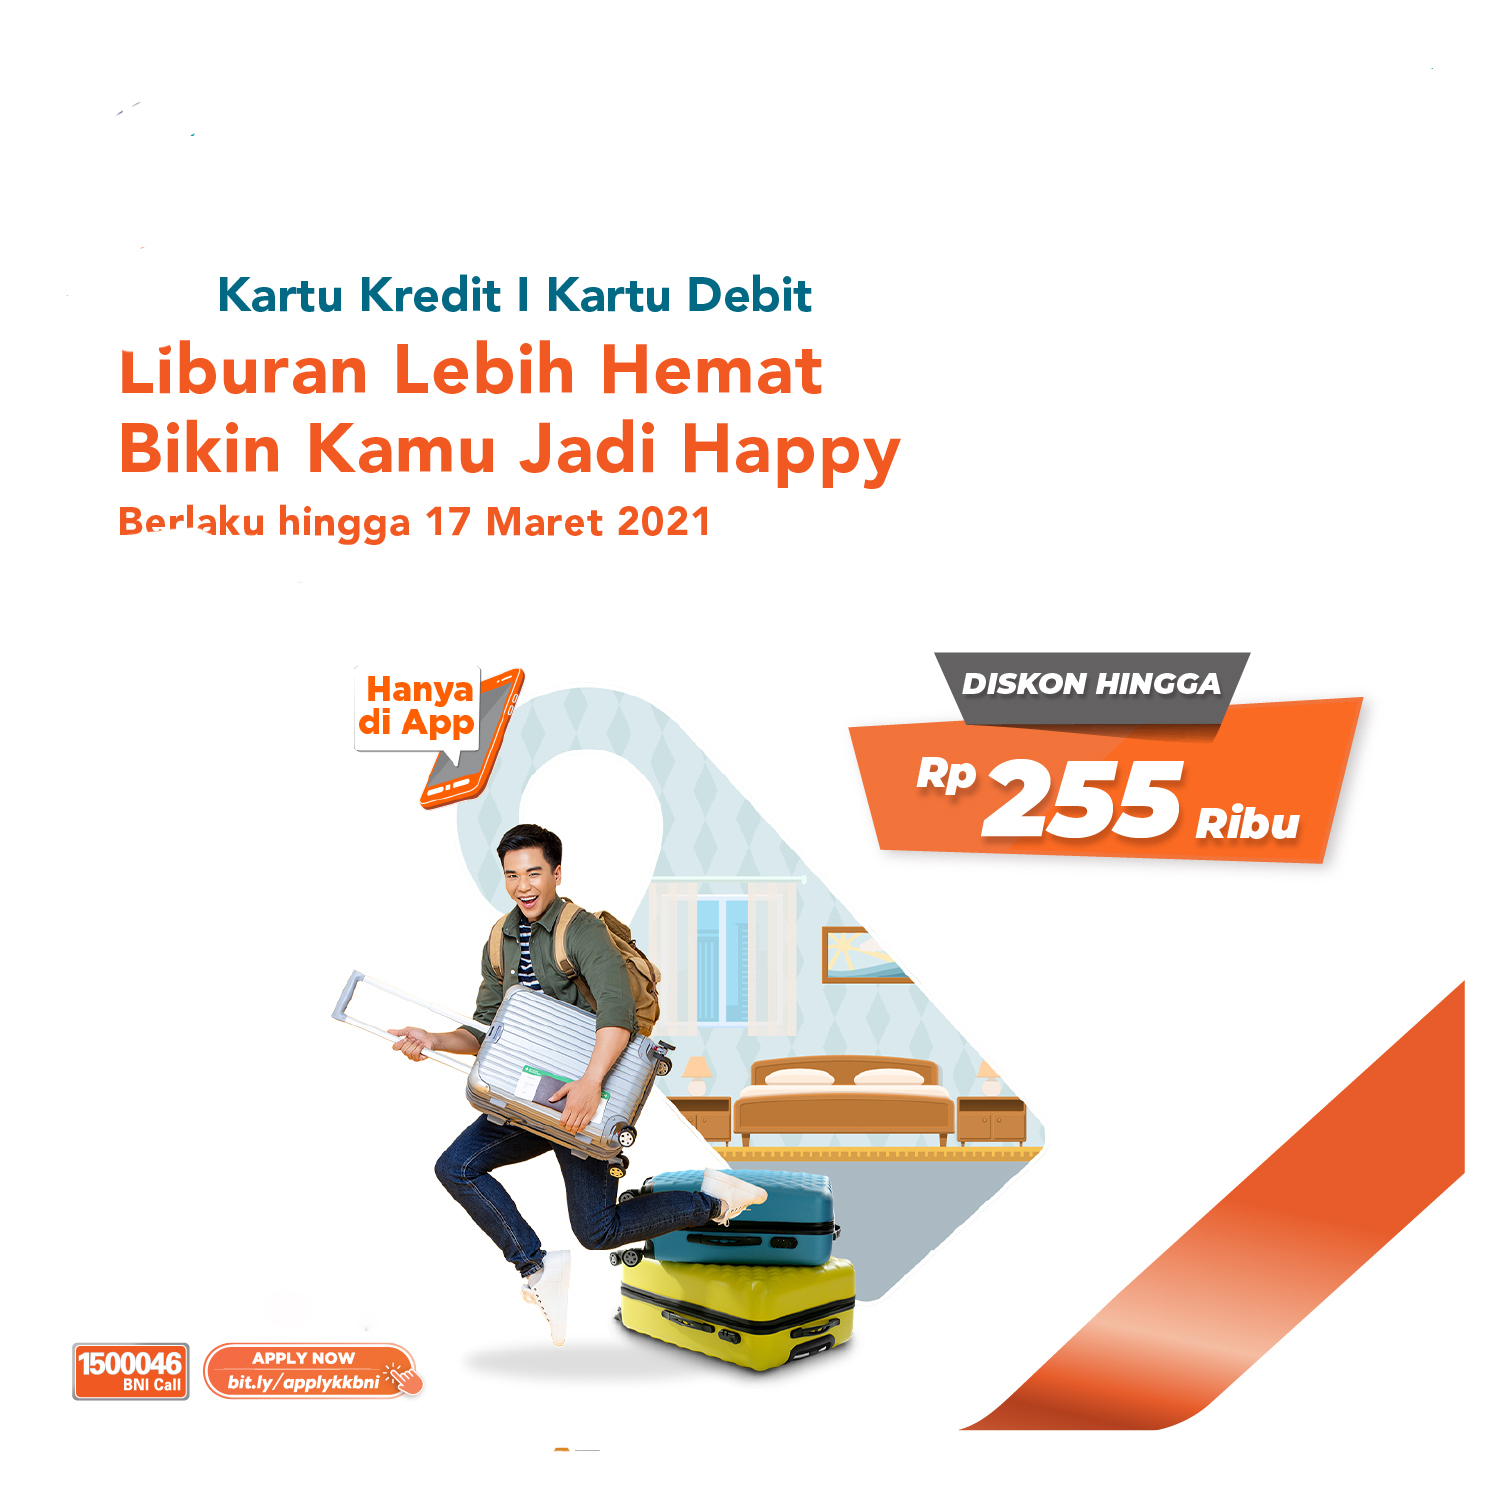 Kartu Kredit I Kartu Debit
Liburan Lebih Hemat
Bikin Kamu Jadi Happy
Berlaku hingga 17 Maret 2021
Hanya
di App
DISKON HINGGA
Rp 255 Ribu
1500046
BNI Call
APPLY NOW
bit.ly/applykkbni